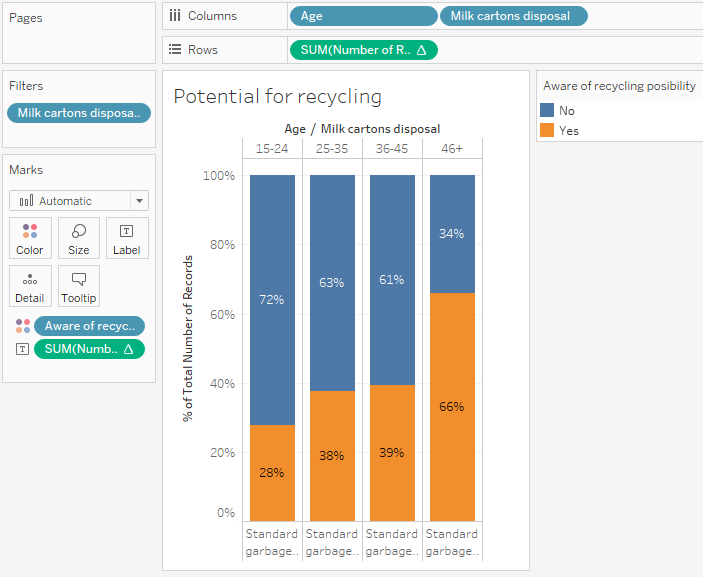 Pages
Columns
Age
Milk cartons disposal
Rows
SUM(Number of R.. Δ
Filters
Milk cartons disposa..
Marks
Automatic
Color
Size
Label
Detail
Tooltip
Aware of recyc..
SUM(Numb.. Δ
Potential for recycling
Age / Milk cartons disposal
15-24
25-35
36-45
46+
% of Total Number of Records
100%
80%
60%
40%
20%
0%
72%
63%
61%
34%
28%
38%
39%
66%
Standard
garbage..
Standard
garbage..
Standard
garbage..
Standard
garbage..
Aware of recycling posibility
No
Yes